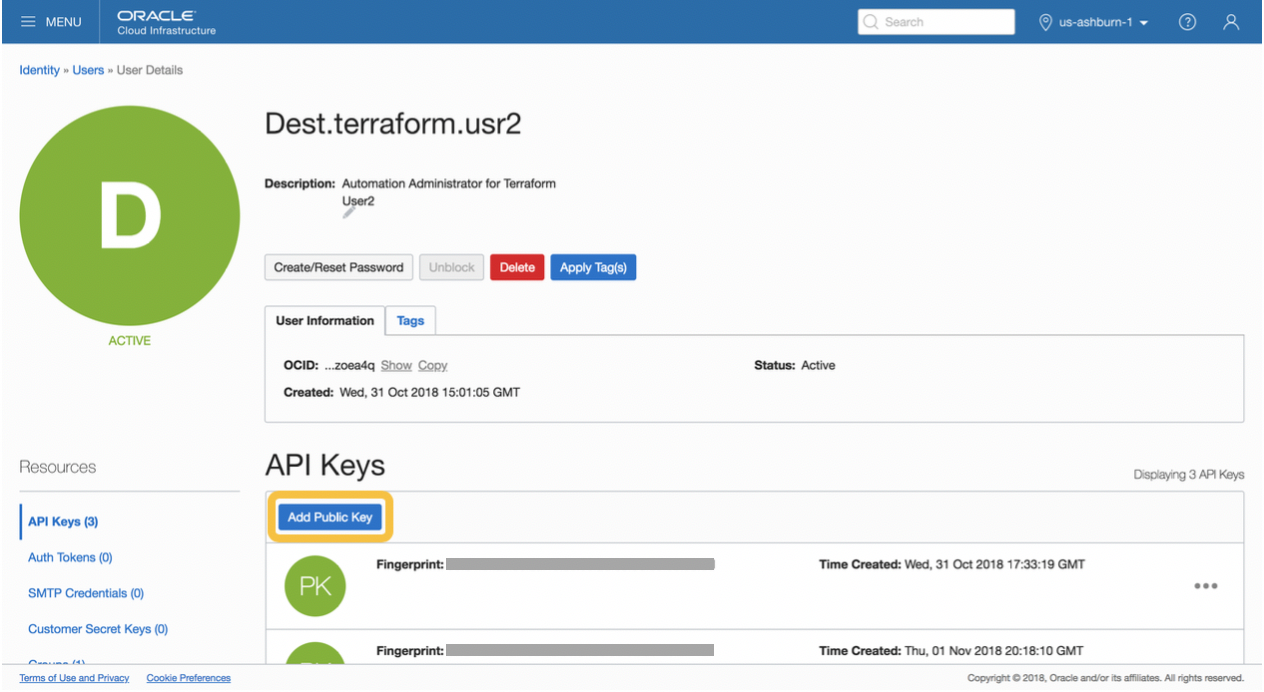 MENU
ORACLE
Cloud Infrastructure
Search
us-ashburn-1
?
Identity » Users » User Details
D
ACTIVE
Dest.terraform.usr2
Description: Automation Administrator for Terraform
User2
Create/Reset Password Unblock Delete Apply Tag(s)
User Information Tags
OCID: ...zoea4q Show Copy Status: Active
Created: Wed, 31 Oct 2018 15:01:05 GMT
Resources
API Keys (3)
Auth Tokens (0)
SMTP Credentials (0)
Customer Secret Keys (0)
Groups (1)
API Keys
Displaying 3 API Keys
Add Public Key
PK
Fingerprint: Time Created: Wed, 31 Oct 2018 17:33:19 GMT
Fingerprint: Time Created: Thu, 01 Nov 2018 20:18:10 GMT
PK
Terms of Use and Privacy Cookie Preferences
Copyright © 2018, Oracle and/or its affiliates. All rights reserved.